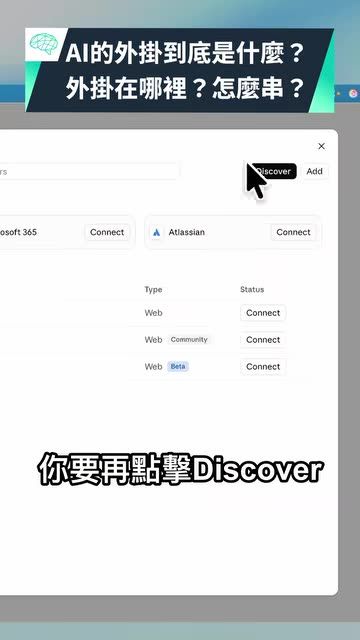 AI的外掛到底是什麼？
外掛在哪裡？怎麼串？
rs
Discover
Add
osoft 365
Connect
Atlassian
Connect
Type
Status
Web
Connect
Web
Community
Connect
Web
Beta
Connect
你要再點擊Discover